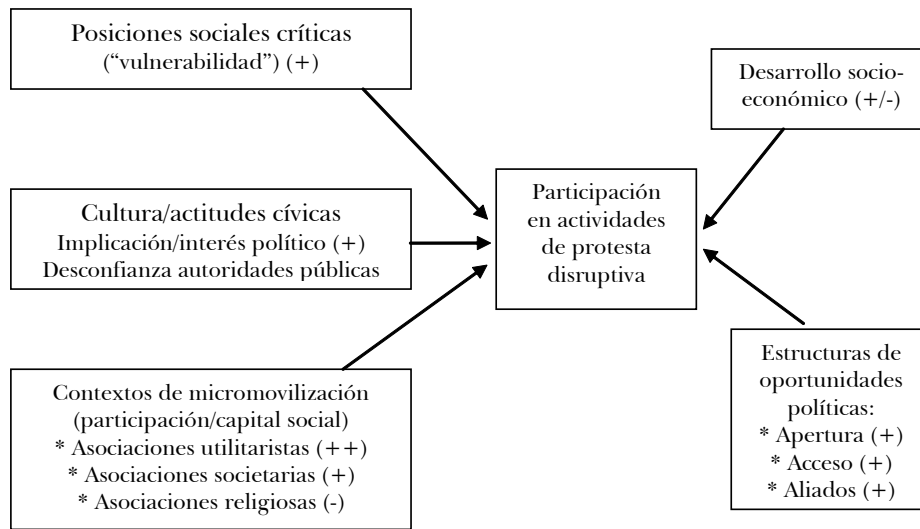 Posiciones sociales críticas
(“vulnerabilidad”) (+)
Desarrollo socio-
económico (+/-)
Cultura/actitudes cívicas
Implicación/interés político (+)
Desconfianza autoridades públicas
Participación
en actividades
de protesta
disruptiva
Contextos de micromovilización
(participación/capital social)
* Asociaciones utilitaristas (++)
* Asociaciones societarias (+)
* Asociaciones religiosas (-)
Estructuras de
oportunidades
políticas:
* Apertura (+)
* Acceso (+)
* Aliados (+)